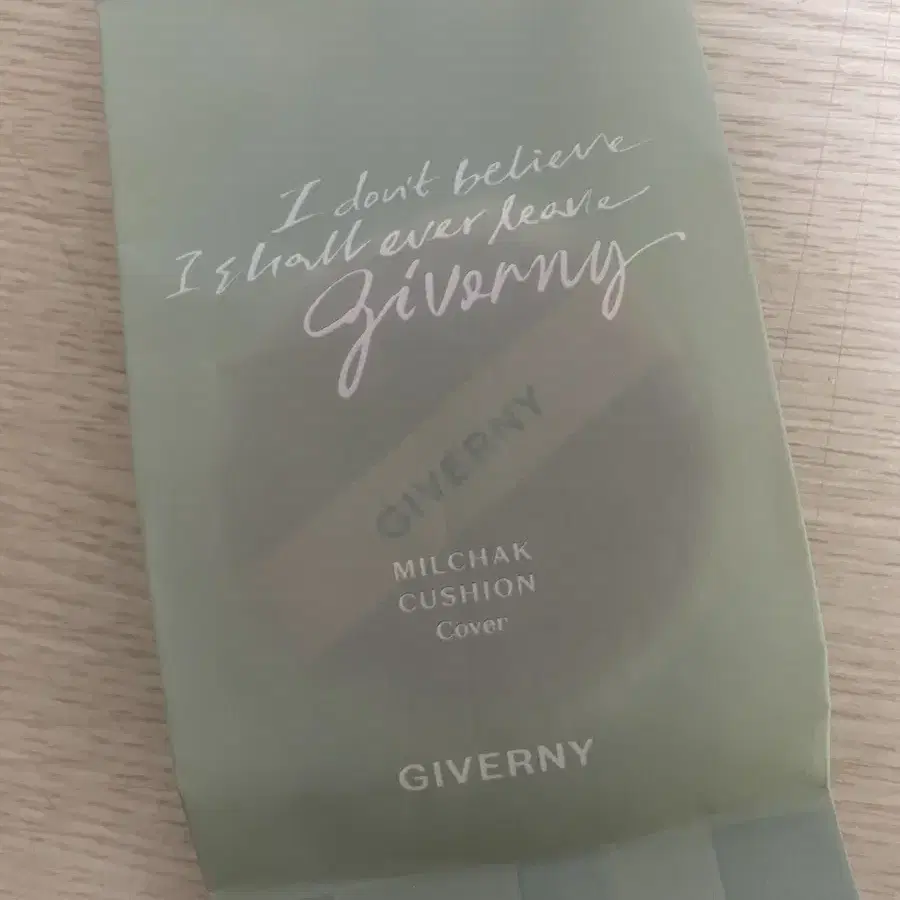 I don't believe
I shall ever leave
Giverny
GIVERNY
MILCHAK
CUSHION
Cover
GIVERNY